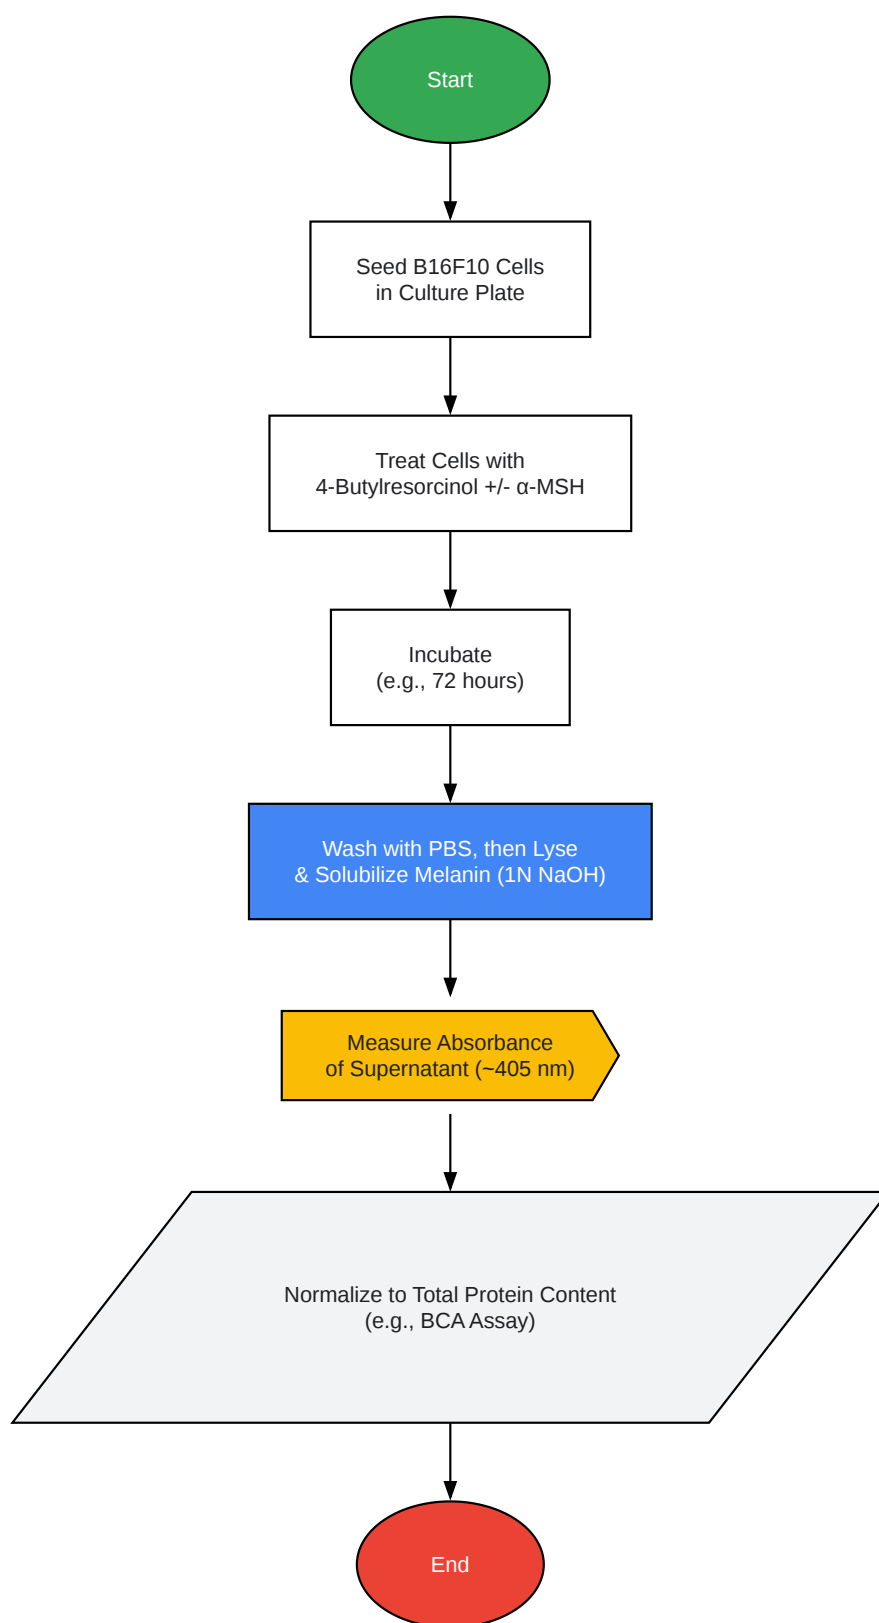 Start
Seed B16F10 Cells
in Culture Plate
Treat Cells with
4-Butylresorcinol +/- α-MSH
Incubate
(e.g., 72 hours)
Wash with PBS, then Lyse
& Solubilize Melanin (1N NaOH)
Measure Absorbance
of Supernatant (~405 nm)
Normalize to Total Protein Content
(e.g., BCA Assay)
End